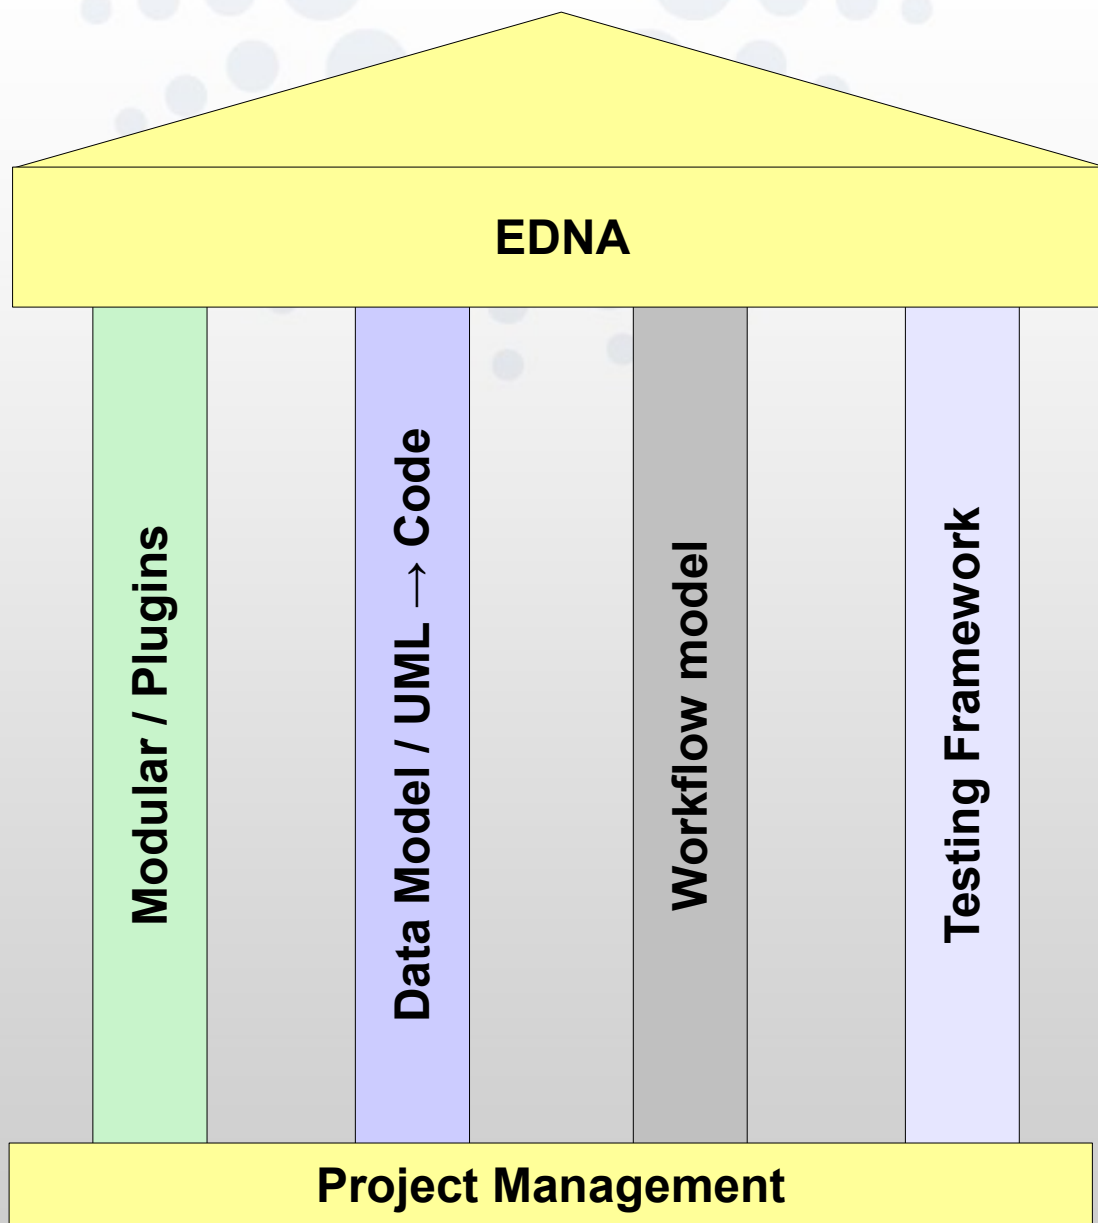 EDNA
Modular / Plugins
Data Model / UML → Code
Workflow model
Testing Framework
Project Management